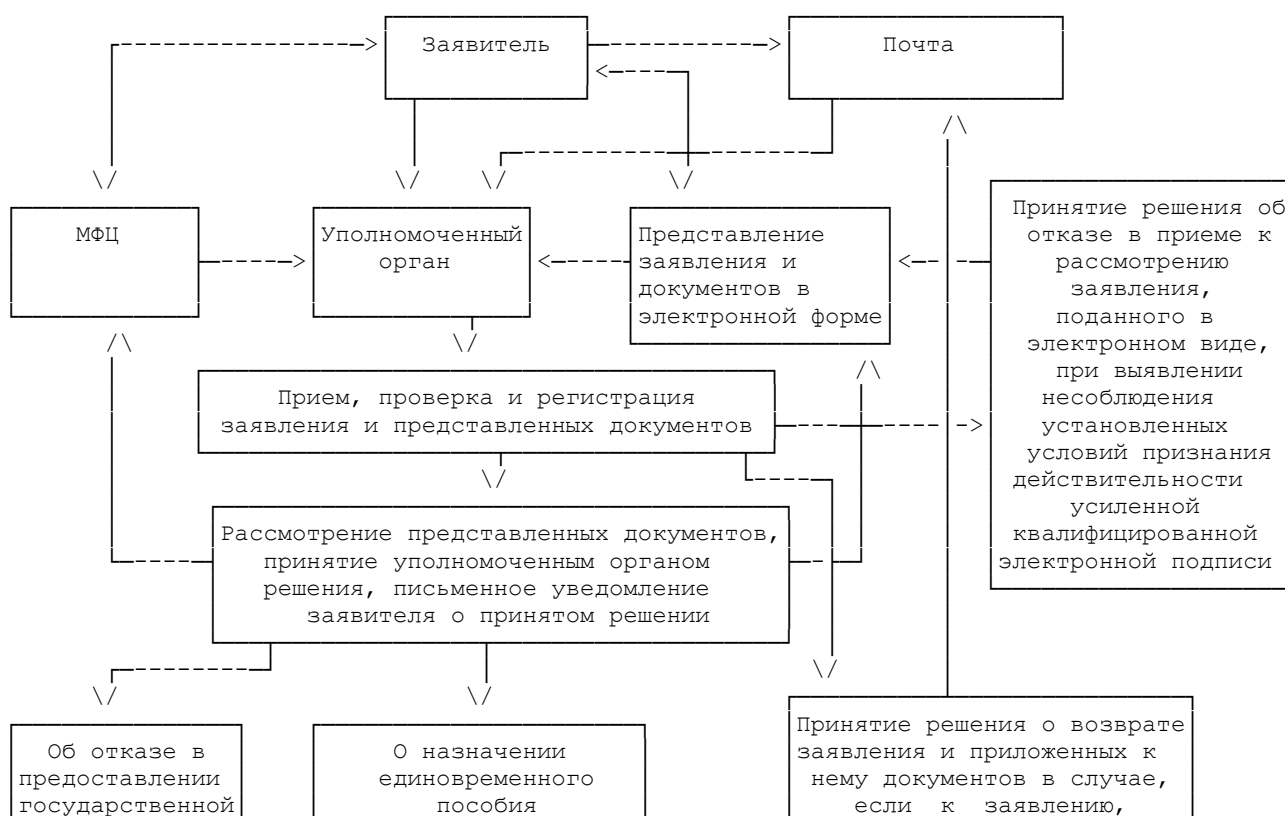 Заявитель
Почта
МФЦ
Уполномоченный
орган
Представление
заявления и
документов в
электронной форме
Принятие решения об
отказе в приеме к
рассмотрению
заявления,
поданного в
электронном виде,
при выявлении
несоблюдения
установленных
условий признания
действительности
усиленной
квалифицированной
электронной подписи
Прием, проверка и регистрация
заявления и представленных документов
Рассмотрение представленных документов,
принятие уполномоченным органом
решения, письменное уведомление
заявителя о принятом решении
Об отказе в
предоставлении
государственной
О назначении
единовременного
пособия
Принятие решения о возврате
заявления и приложенных к
нему документов в случае,
если к заявлению,